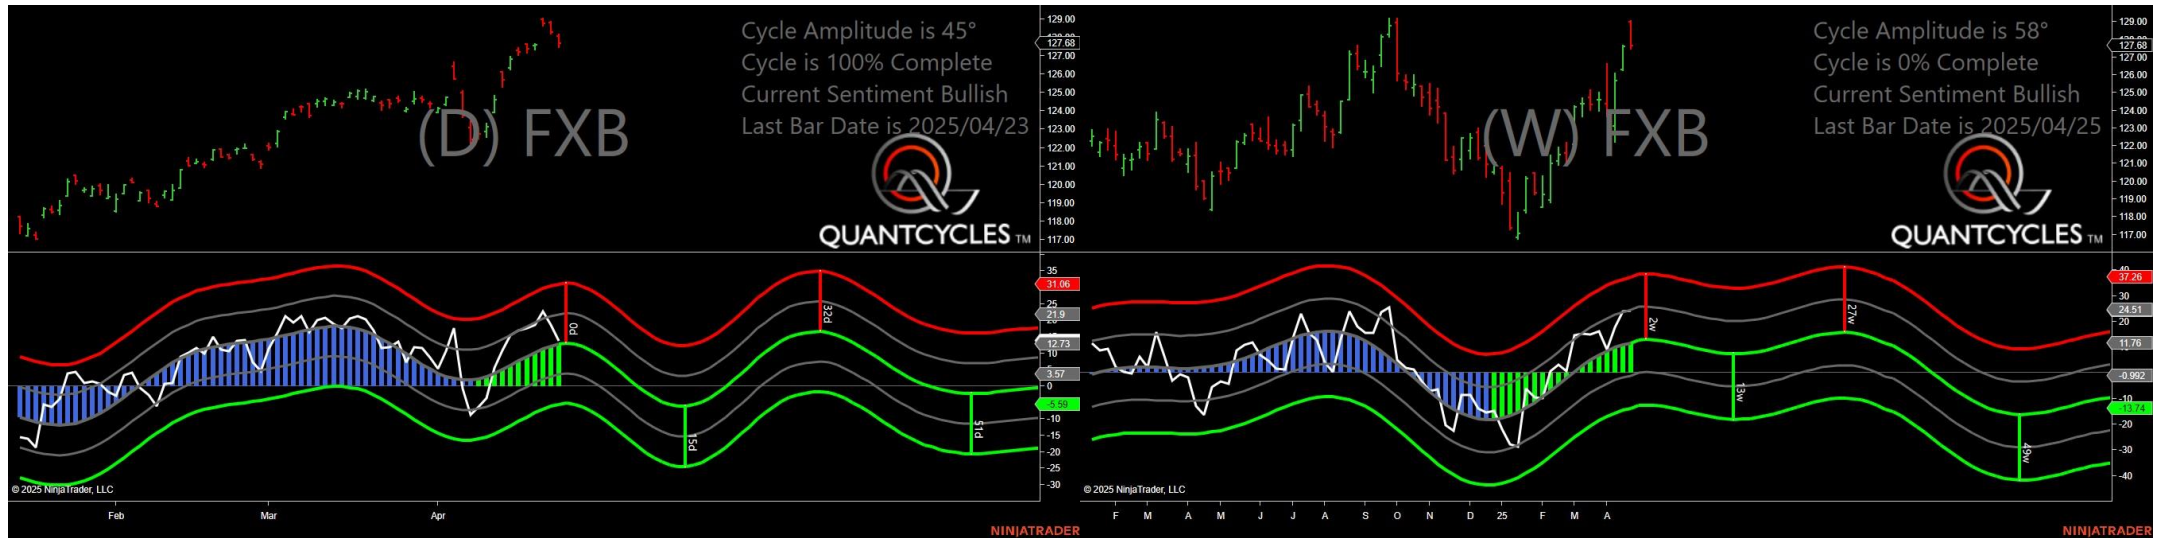 Cycle Amplitude is 45°
Cycle is 100% Complete
Current Sentiment Bullish
Last Bar Date is 2025/04/23
(D) FXB
QUANTCYCLES TM
129.00
127.68
127.00
126.00
125.00
124.00
123.00
122.00
121.00
120.00
119.00
118.00
117.00
35
31.06
25
21.9
12.73
10
3.57
0
-5.59
-10
-15
-20
-25
-30
0d
15d
32d
51d
© 2025 NinjaTrader, LLC
Feb Mar Apr
NINJATRADER
Cycle Amplitude is 58°
Cycle is 0% Complete
Current Sentiment Bullish
Last Bar Date is 2025/04/25
(W) FXB
QUANTCYCLES TM
129.00
127.68
127.00
126.00
125.00
124.00
123.00
122.00
121.00
120.00
119.00
118.00
117.00
37.26
30
24.51
20
11.76
-0.992
-10
-13.74
-20
-30
-40
2w
13w
27w
49w
© 2025 NinjaTrader, LLC
F M A M J J A S O N D 25 F M A
NINJATRADER